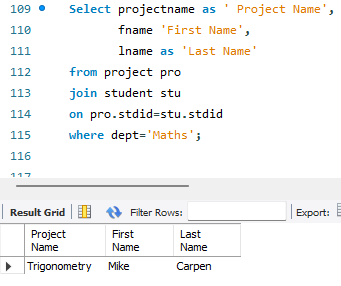 109 Select projectname as ' Project Name',
110 fname 'First Name',
111 lname as 'Last Name'
112 from project pro
113 join student stu
114 on pro.stdid=stu.stdid
115 where dept='Maths';
116
117
Result Grid Filter Rows: Export:
Project Name First Name Last Name
Trigonometry Mike Carpen